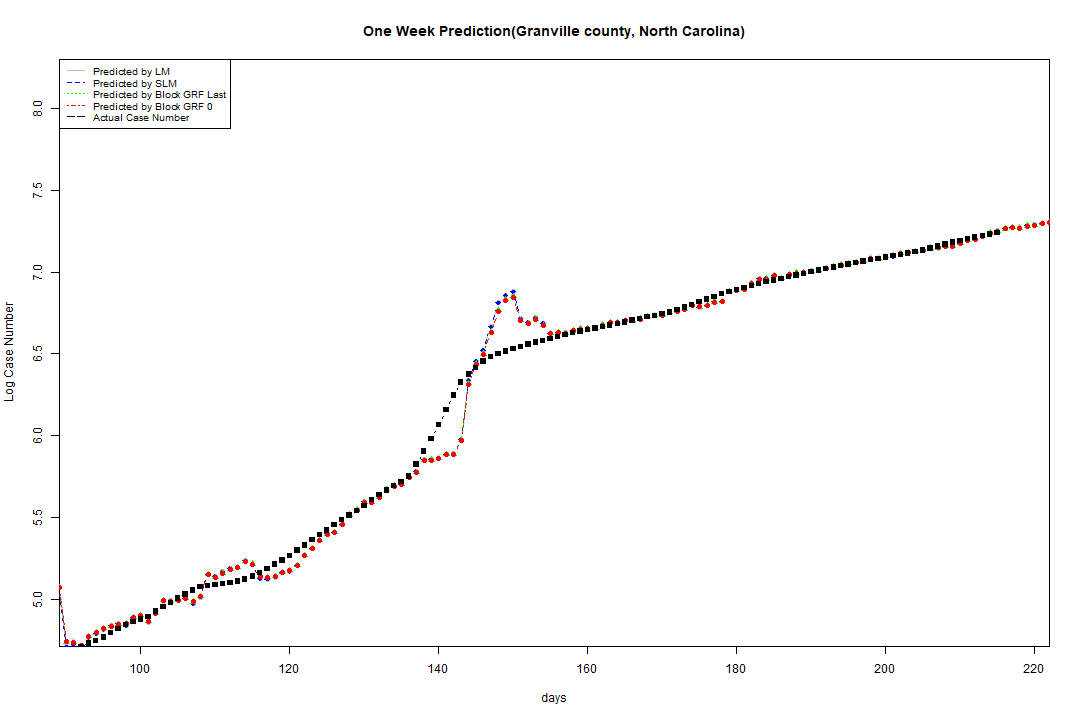 One Week Prediction(Granville county, North Carolina)
Predicted by LM
Predicted by SLM
Predicted by Block GRF Last
Predicted by Block GRF 0
Actual Case Number
Log Case Number
8.0
7.5
7.0
6.5
6.0
5.5
5.0
100 120 140 160 180 200 220
days